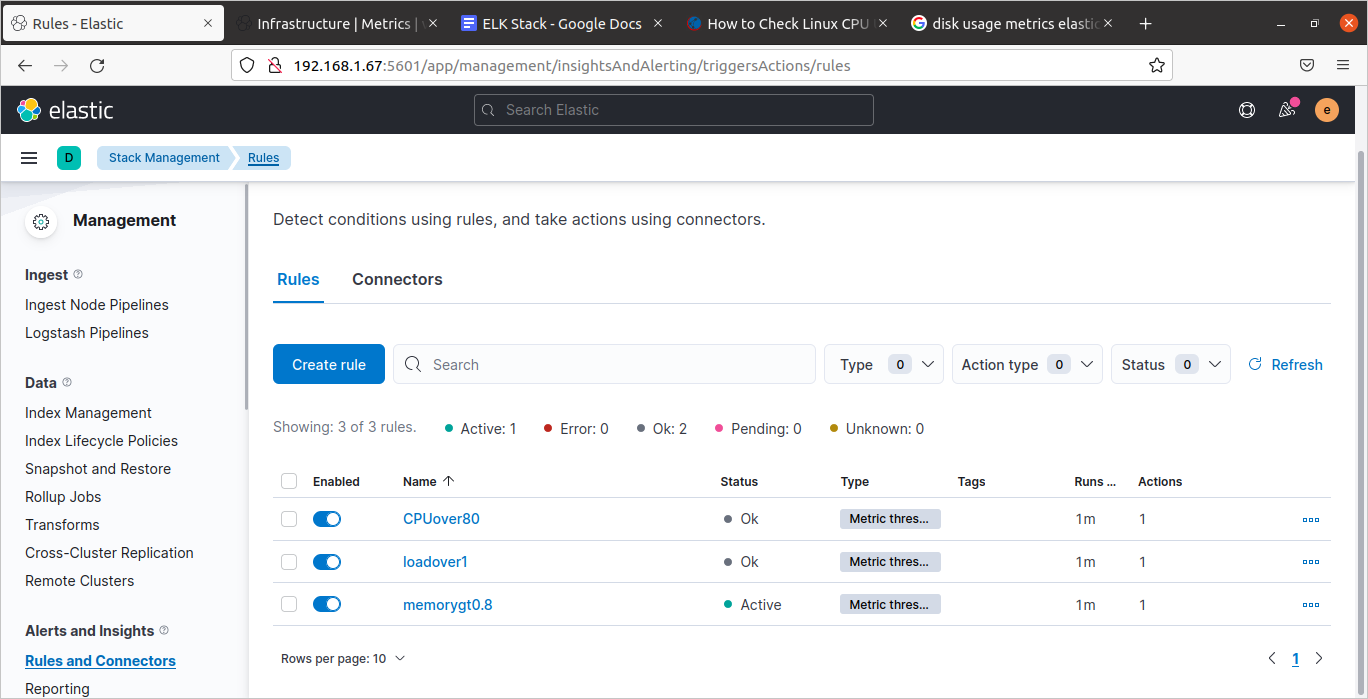 Rules - Elastic
Infrastructure | Metrics |
ELK Stack - Google Docs
How to Check Linux CPU
disk usage metrics elastic
192.168.1.67:5601/app/management/insightsAndAlerting/triggersActions/rules
elastic
Search Elastic
e
D
Stack Management
Rules
Management
Ingest
Ingest Node Pipelines
Logstash Pipelines
Data
Index Management
Index Lifecycle Policies
Snapshot and Restore
Rollup Jobs
Transforms
Cross-Cluster Replication
Remote Clusters
Alerts and Insights
Rules and Connectors
Reporting
Detect conditions using rules, and take actions using connectors.
Rules Connectors
Create rule Search Type 0 Action type 0 Status 0 Refresh
Showing: 3 of 3 rules. Active: 1 Error: 0 Ok: 2 Pending: 0 Unknown: 0
Enabled Name Status Type Tags Runs ... Actions
CPUover80 Ok Metric thres... 1m 1
loadover1 Ok Metric thres... 1m 1
memorygt0.8 Active Metric thres... 1m 1
Rows per page: 10 1